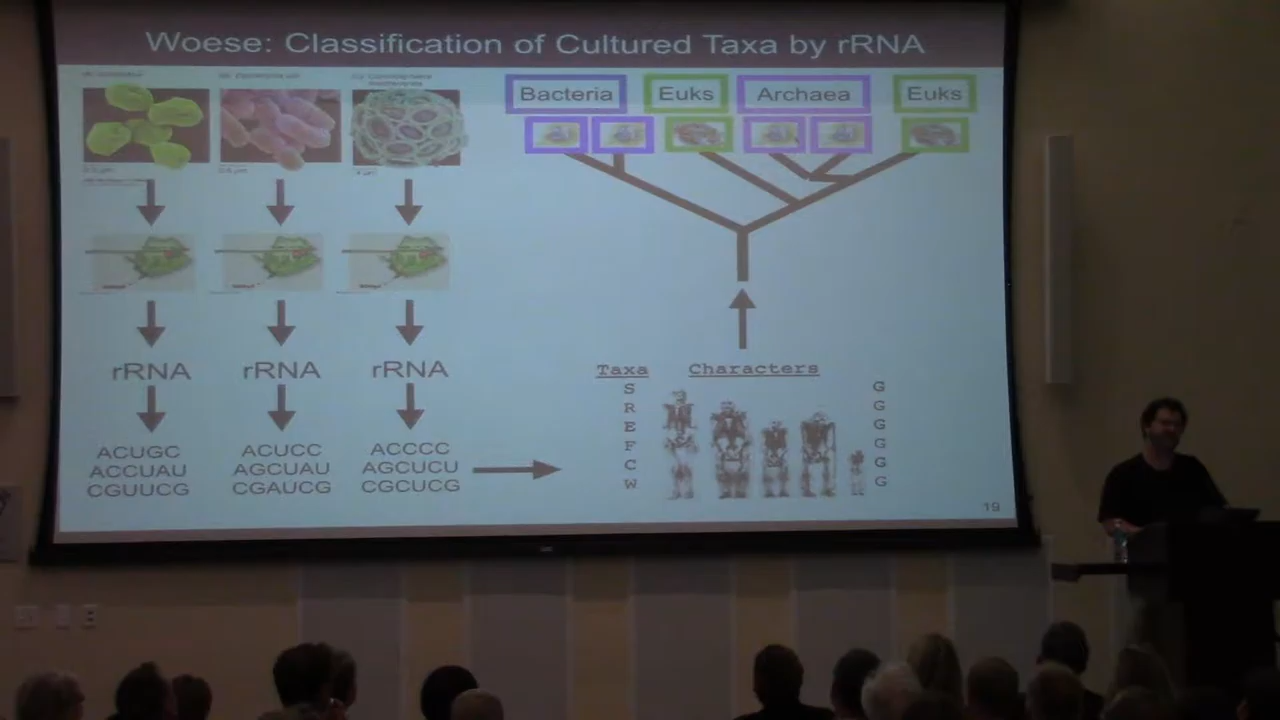 Woese: Classification of Cultured Taxa by rRNA
Bacteria
Euks
Archaea
Euks
rRNA
rRNA
rRNA
ACUGC
ACCUAU
CGUUCG
ACUCC
AGCUAU
CGAUCG
ACCCC
AGCUCU
CGCUCG
Taxa
Characters
S
R
E
F
C
W
G
G
G
G
G
G
19